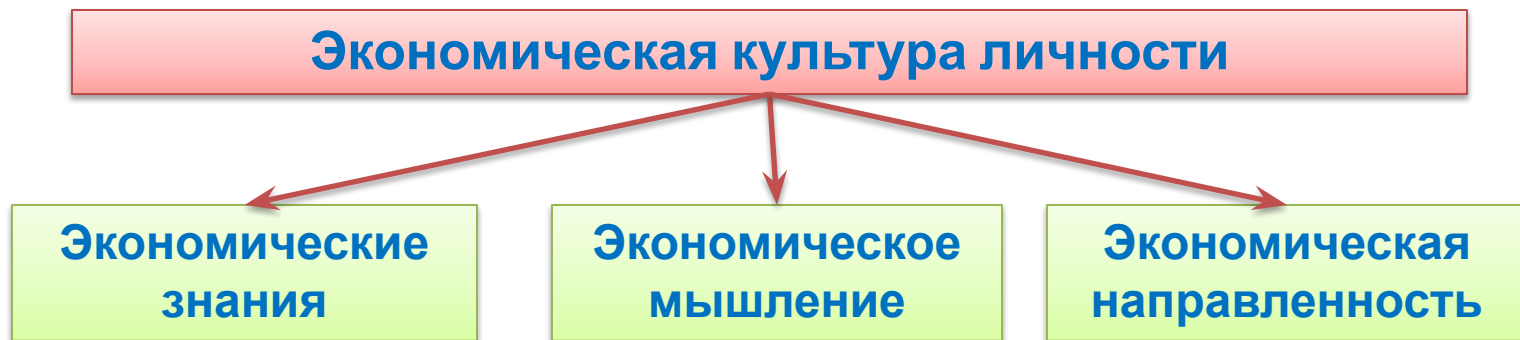 Экономическая культура личности
Экономические
знания
Экономическое
мышление
Экономическая
направленность